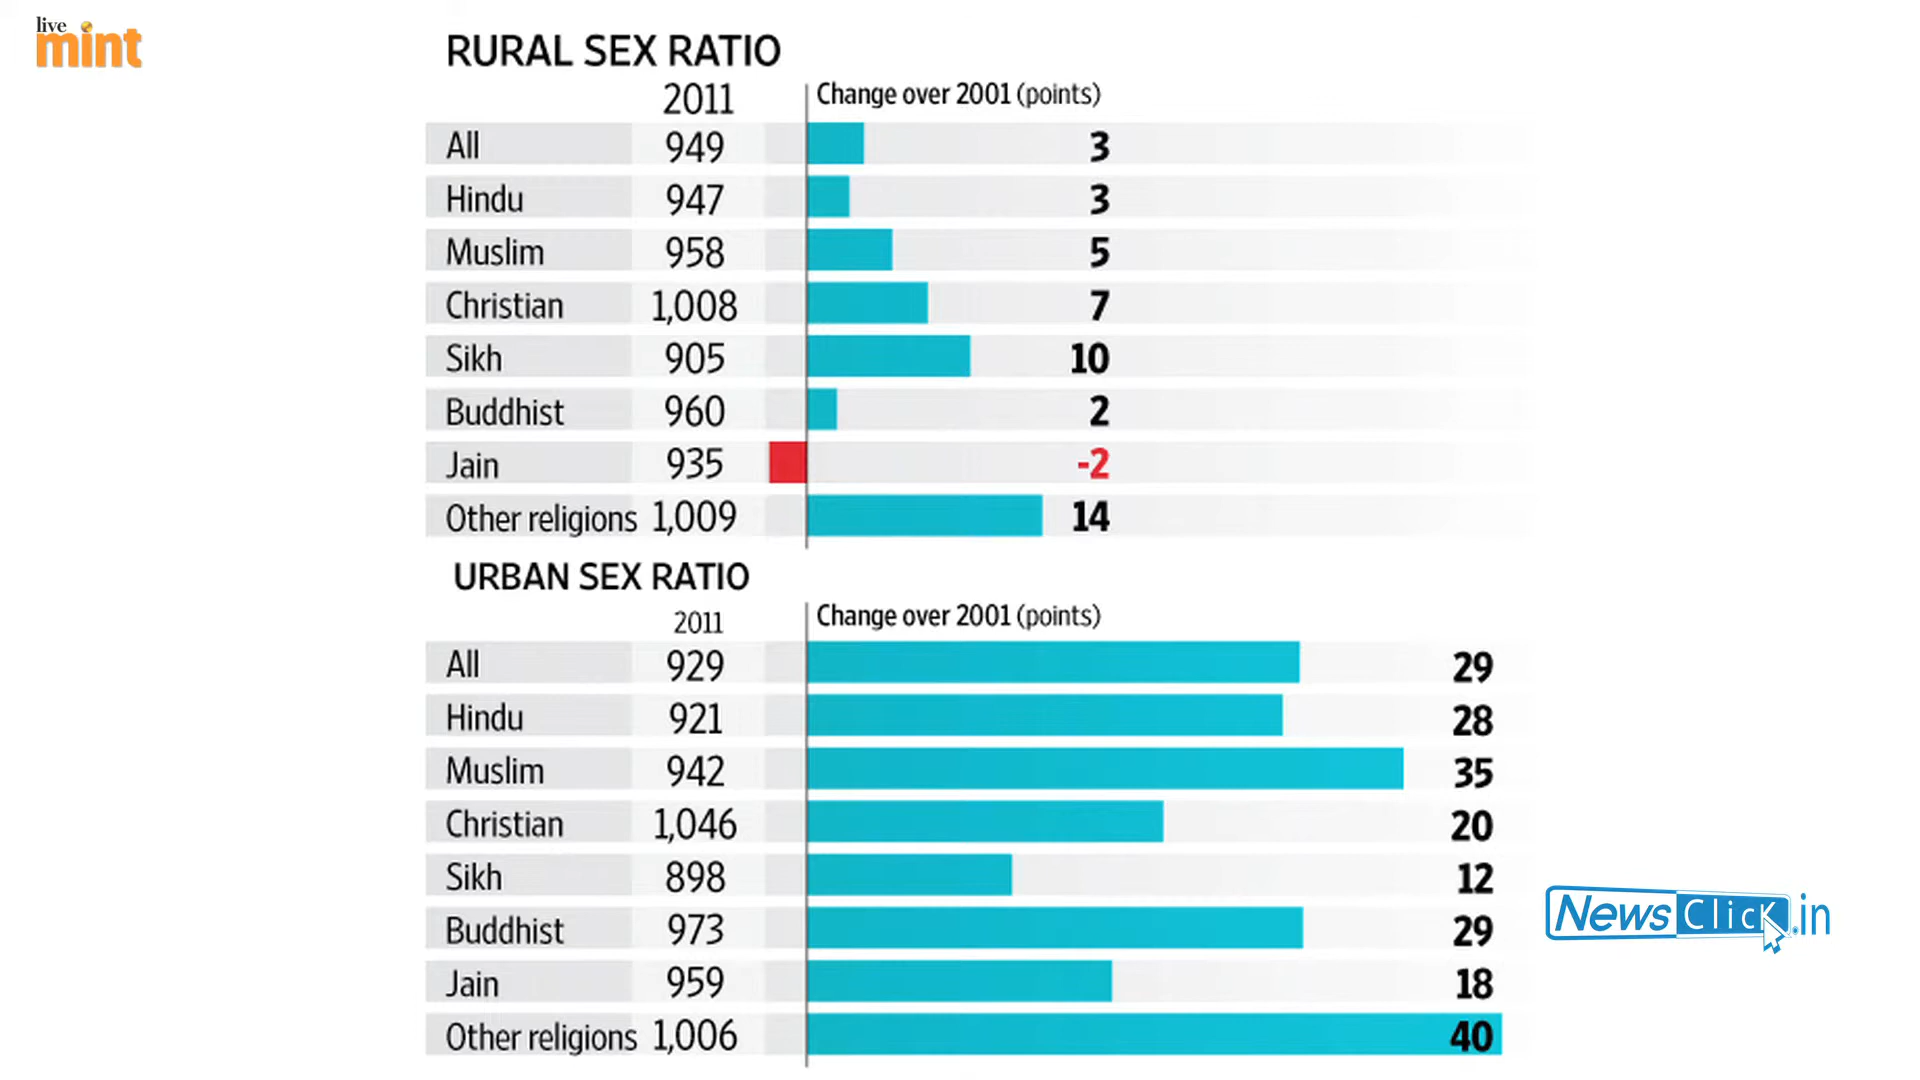 live
mint
RURAL SEX RATIO
2011 Change over 2001 (points)
All 949 3
Hindu 947 3
Muslim 958 5
Christian 1,008 7
Sikh 905 10
Buddhist 960 2
Jain 935 -2
Other religions 1,009 14
URBAN SEX RATIO
2011 Change over 2001 (points)
All 929 29
Hindu 921 28
Muslim 942 35
Christian 1,046 20
Sikh 898 12
Buddhist 973 29
Jain 959 18
Other religions 1,006 40
NewsClick.in